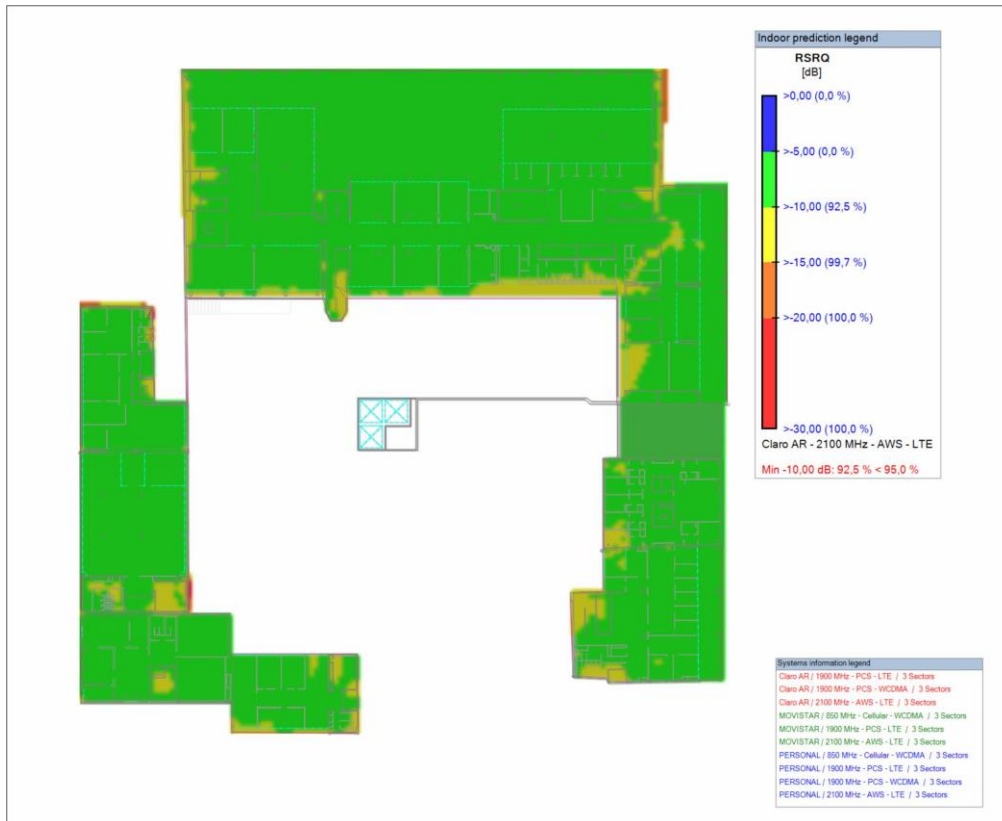 Indoor prediction legend
RSRQ
[dB]
>0,00 (0,0 %)
>-5,00 (0,0 %)
>-10,00 (92,5 %)
>-15,00 (99,7 %)
>-20,00 (100,0 %)
>-30,00 (100,0 %)
Claro AR - 2100 MHz - AWS - LTE
Min -10,00 dB: 92,5 % < 95,0 %
Systems information legend
Claro AR / 1900 MHz - PCS - LTE / 3 Sectors
Claro AR / 1900 MHz - PCS - WCDMA / 3 Sectors
Claro AR / 2100 MHz - AWS - LTE / 3 Sectors
MOVISTAR / 850 MHz - Cellular - WCDMA / 3 Sectors
MOVISTAR / 1900 MHz - PCS - LTE / 3 Sectors
MOVISTAR / 2100 MHz - AWS - LTE / 3 Sectors
PERSONAL / 850 MHz - Cellular - WCDMA / 3 Sectors
PERSONAL / 1900 MHz - PCS - LTE / 3 Sectors
PERSONAL / 1900 MHz - PCS - WCDMA / 3 Sectors
PERSONAL / 2100 MHz - AWS - LTE / 3 Sectors